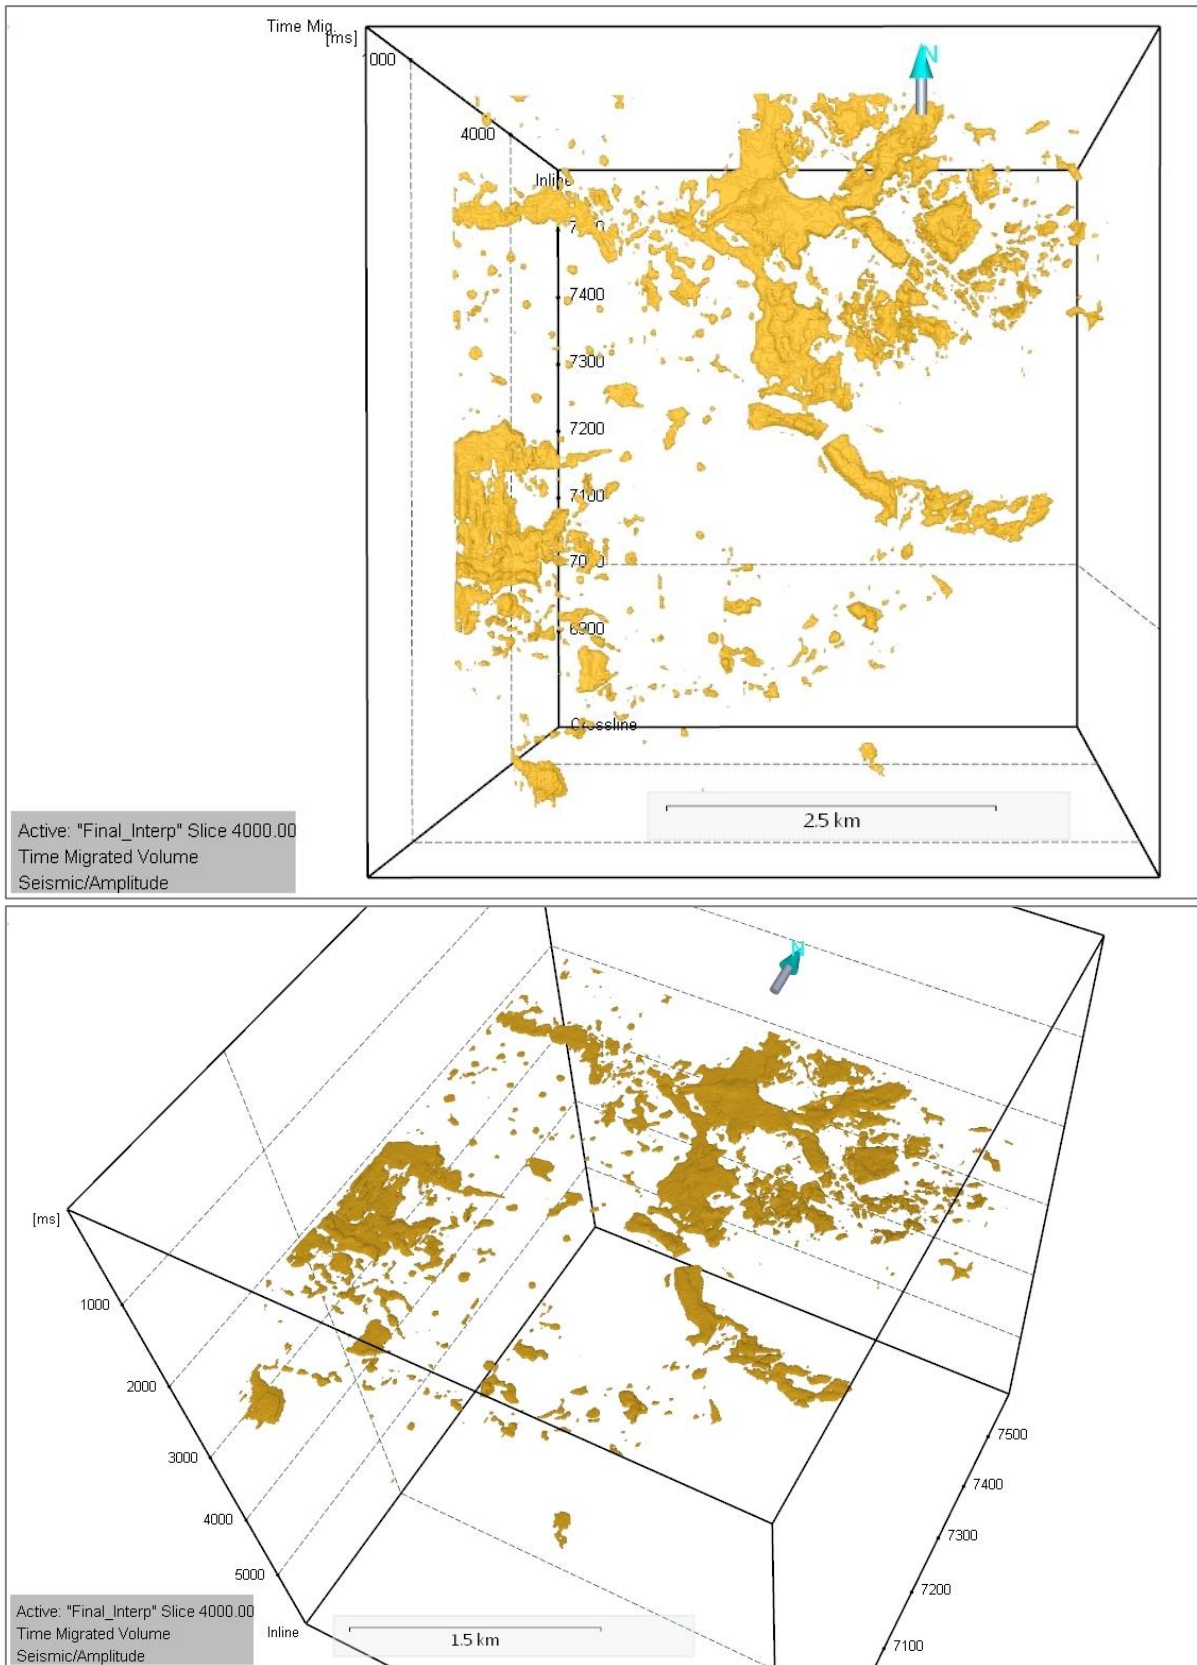 Time Mig.
[ms]
N
4000
Inline
7400
7300
7200
7100
7000
6900
Crossline
2.5 km
Active: "Final_Interp" Slice 4000.00
Time Migrated Volume
Seismic/Amplitude
N
[ms]
1000
2000
3000
4000
5000
Inline
7500
7400
7300
7200
7100
1.5 km
Active: "Final_Interp" Slice 4000.00
Time Migrated Volume
Seismic/Amplitude